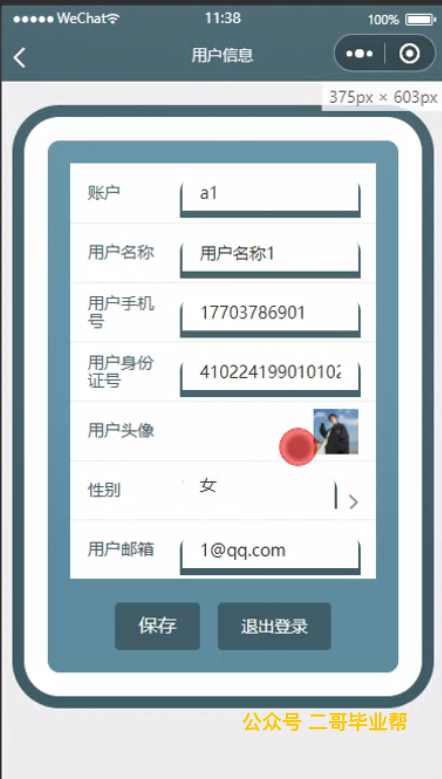 WeChat 11:38 100%
用户信息
375px × 603px
账户 a1
用户名称 用户名称1
用户手机
号 17703786901
用户身份
证号 410224199010102
用户头像
性别 女
用户邮箱 1@qq.com
保存 退出登录
公众号 二哥毕业帮